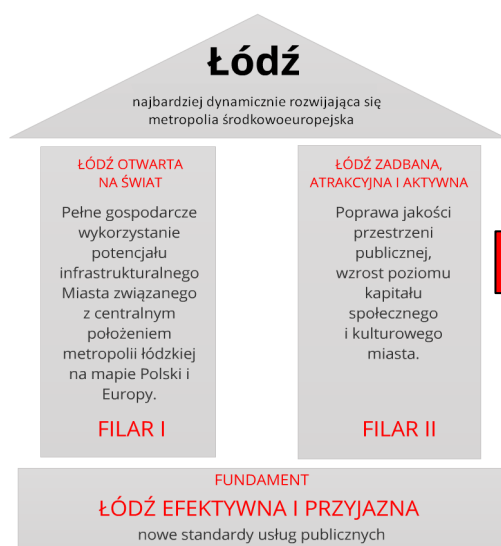 Łódź
najbardziej dynamicznie rozwijająca się
metropolia środkowoeuropejska
ŁÓDŹ OTWARTA
NA ŚWIAT
Pełne gospodarcze
wykorzystanie
potencjału
infrastrukturalnego
Miasta związanego
z centralnym
położeniem
metropolii łódzkiej
na mapie Polski i
Europy.
FILAR I
ŁÓDŹ ZADBANA,
ATRAKCYJNA I AKTYWNA
Poprawa jakości
przestrzeni
publicznej,
wzrost poziomu
kapitału
społecznego
i kulturowego
miasta.
FILAR II
FUNDAMENT
ŁÓDŹ EFEKTYWNA I PRZYJAZNA
nowe standardy usług publicznych